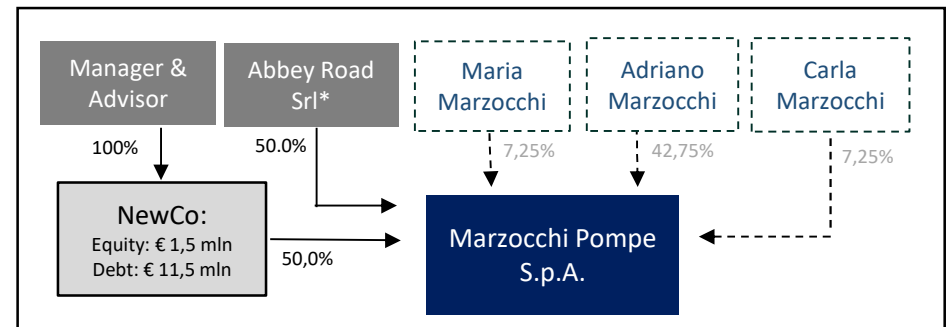 Manager &
Advisor
Abbey Road
Srl*
Maria
Marzocchi
Adriano
Marzocchi
Carla
Marzocchi
100%
50.0%
7,25%
42,75%
7,25%
NewCo:
Equity: € 1,5 mln
Debt: € 11,5 mln
50,0%
Marzocchi Pompe
S.p.A.